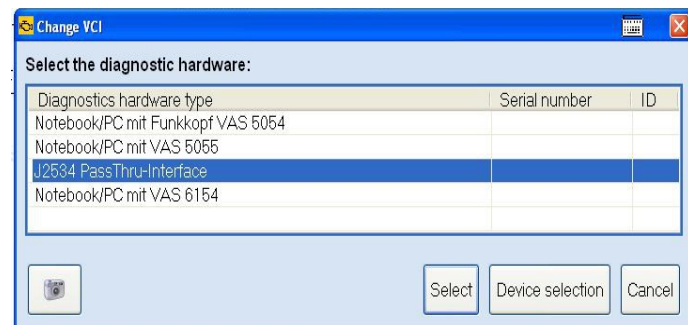 Change VCI
Select the diagnostic hardware:
Diagnostics hardware type Serial number ID
Notebook/PC mit Funkkopf VAS 5054
Notebook/PC mit VAS 5055
J2534 PassThru-Interface
Notebook/PC mit VAS 6154
Select Device selection Cancel